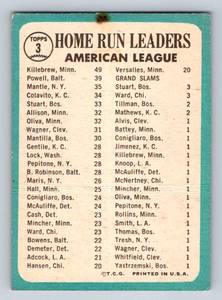 TOPPS
3
HOME RUN LEADERS
AMERICAN LEAGUE
Killebrew, Minn. 49
Powell, Balt. 39
Mantle, N.Y. 35
Colavito, K.C. 34
Stuart, Bos. 33
Allison, Minn. 32
Oliva, Minn. 32
Wagner, Clev. 31
Mantilla, Bos. 30
Gentile, K.C. 28
Lock, Wash. 28
Pepitone, N.Y. 28
B. Robinson, Balt. 28
Maris, N.Y. 26
Hall, Minn. 25
Conigliaro, Bos. 24
McAuliffe, Det. 24
Cash, Det. 23
Mincher, Minn. 23
Ward, Chi. 23
Bowens, Balt. 22
Demeter, Det. 22
Adcock, L.A. 21
Hansen, Chi. 20
Versalles, Minn. 20
GRAND SLAMS
Stuart, Bos. 3
Ward, Chi. 3
Tillman, Bos. 2
Mathews, K.C. 2
Alvis, Clev. 1
Battey, Minn. 1
Conigliaro, Bos. 1
Jimenez, K.C. 1
Killebrew, Minn. 1
Knoop, L.A. 1
McAuliffe, Det. 1
McNertney, Chi. 1
Mincher, Minn. 1
Oliva, Minn. 1
Pepitone, N.Y. 1
Rollins, Minn. 1
Smith, L.A. 1
Thomas, Bos. 1
Tresh, N.Y. 1
Wagner, Clev. 1
Whitfield, Clev. 1
Yastrzemski, Bos. 1
©T.C.G. PRINTED IN U.S.A.